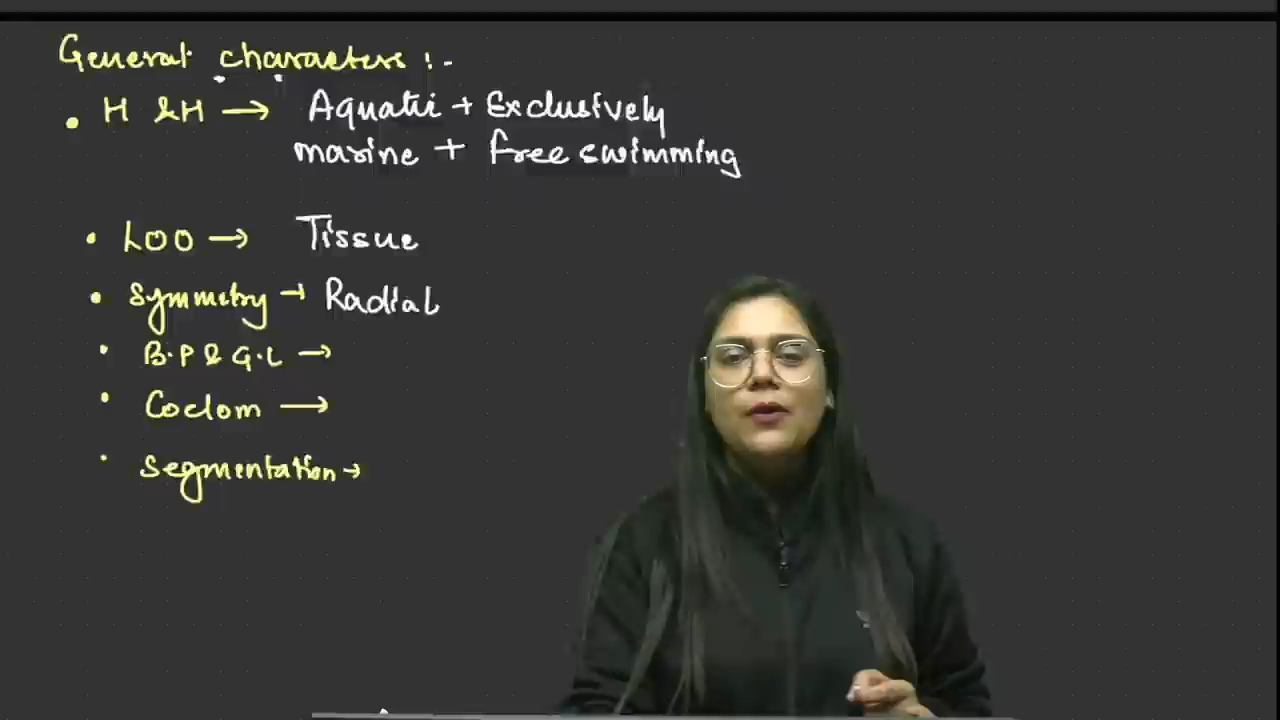 General characters :-
• H & H → Aquatic + Exclusively
marine + free swimming
• LOO → Tissue
• Symmetry → Radial
• B.P & G.L →
• Coelom →
• Segmentation →